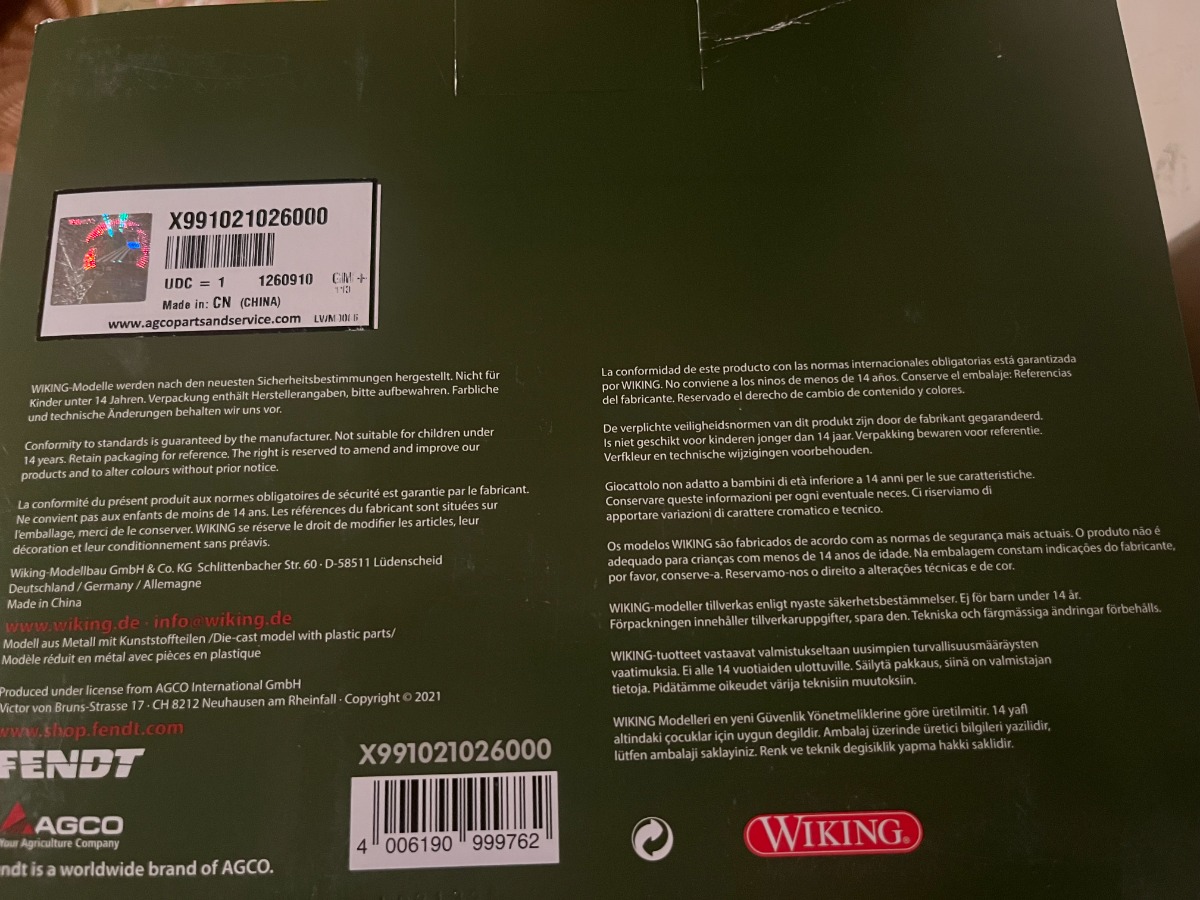 X991021026000
UDC = 1 1260910
Made in: CN (CHINA)
www.agcopartsandservice.com
WIKING-Modelle werden nach den neuesten Sicherheitsbestimmungen hergestellt. Nicht für
Kinder unter 14 Jahren. Verpackung enthält Herstellerangaben, bitte aufbewahren. Farbliche
und technische Änderungen behalten wir uns vor.
Conformity to standards is guaranteed by the manufacturer. Not suitable for children under
14 years. Retain packaging for reference. The right is reserved to amend and improve our
products and to alter colours without prior notice.
La conformité du présent produit aux normes obligatoires de sécurité est garantie par le fabricant.
Ne convient pas aux enfants de moins de 14 ans. Les références du fabricant sont situées sur
l'emballage, merci de le conserver. WIKING se réserve le droit de modifier les articles, leur
décoration et leur conditionnement sans préavis.
Wiking-Modellbau GmbH & Co. KG Schlittenbacher Str. 60 · D-58511 Lüdenscheid
Deutschland / Germany / Allemagne
Made in China
www.wiking.de · info@wiking.de
Modell aus Metall mit Kunststoffteilen /Die-cast model with plastic parts/
Modèle réduit en métal avec pièces en plastique
Produced under license from AGCO International GmbH
Victor von Bruns-Strasse 17 · CH 8212 Neuhausen am Rheinfall · Copyright © 2021
www.shop.fendt.com
FENDT
AGCO
Your Agriculture Company
ndt is a worldwide brand of AGCO.
X991021026000
4 006190 999762
La conformidad de este producto con las normas internacionales obligatorias está garantizada
por WIKING. No conviene a los ninos de menos de 14 años. Conserve el embalaje: Referencias
del fabricante. Reservado el derecho de cambio de contenido y colores.
De verplichte veiligheidsnormen van dit produkt zijn door de fabrikant gegarandeerd.
Is niet geschikt voor kinderen jonger dan 14 jaar. Verpakking bewaren voor referentie.
Verfkleur en technische wijzigingen voorbehouden.
Giocattolo non adatto a bambini di età inferiore a 14 anni per le sue caratteristiche.
Conservare queste informazioni per ogni eventuale neces. Ci riserviamo di
apportare variazioni di carattere cromatico e tecnico.
Os modelos WIKING são fabricados de acordo com as normas de segurança mais actuais. O produto não é
adequado para crianças com menos de 14 anos de idade. Na embalagem constam indicações do fabricante,
por favor, conserve-a. Reservamo-nos o direito a alterações técnicas e de cor.
WIKING-modeller tillverkas enligt nyaste säkerhetsbestämmelser. Ej för barn under 14 år.
Förpackningen innehåller tillverkaruppgifter, spara den. Tekniska och färgmässiga ändringar förbehålls.
WIKING-tuotteet vastaavat valmistukseltaan uusimpien turvallisuusmääräysten
vaatimuksia. Ei alle 14 vuotiaiden ulottuville. Säilytä pakkaus, siinä on valmistajan
tietoja. Pidätämme oikeudet värija teknisiin muutoksiin.
WIKING Modelleri en yeni Güvenlik Yönetmeliklerine göre üretilmitir. 14 yafl
altindaki çocuklar için uygun degildir. Ambalaj üzerinde üretici bilgileri yazilidir,
lütfen ambalaji saklayiniz. Renk ve teknik degisiklik yapma hakki saklidir.
WIKING®